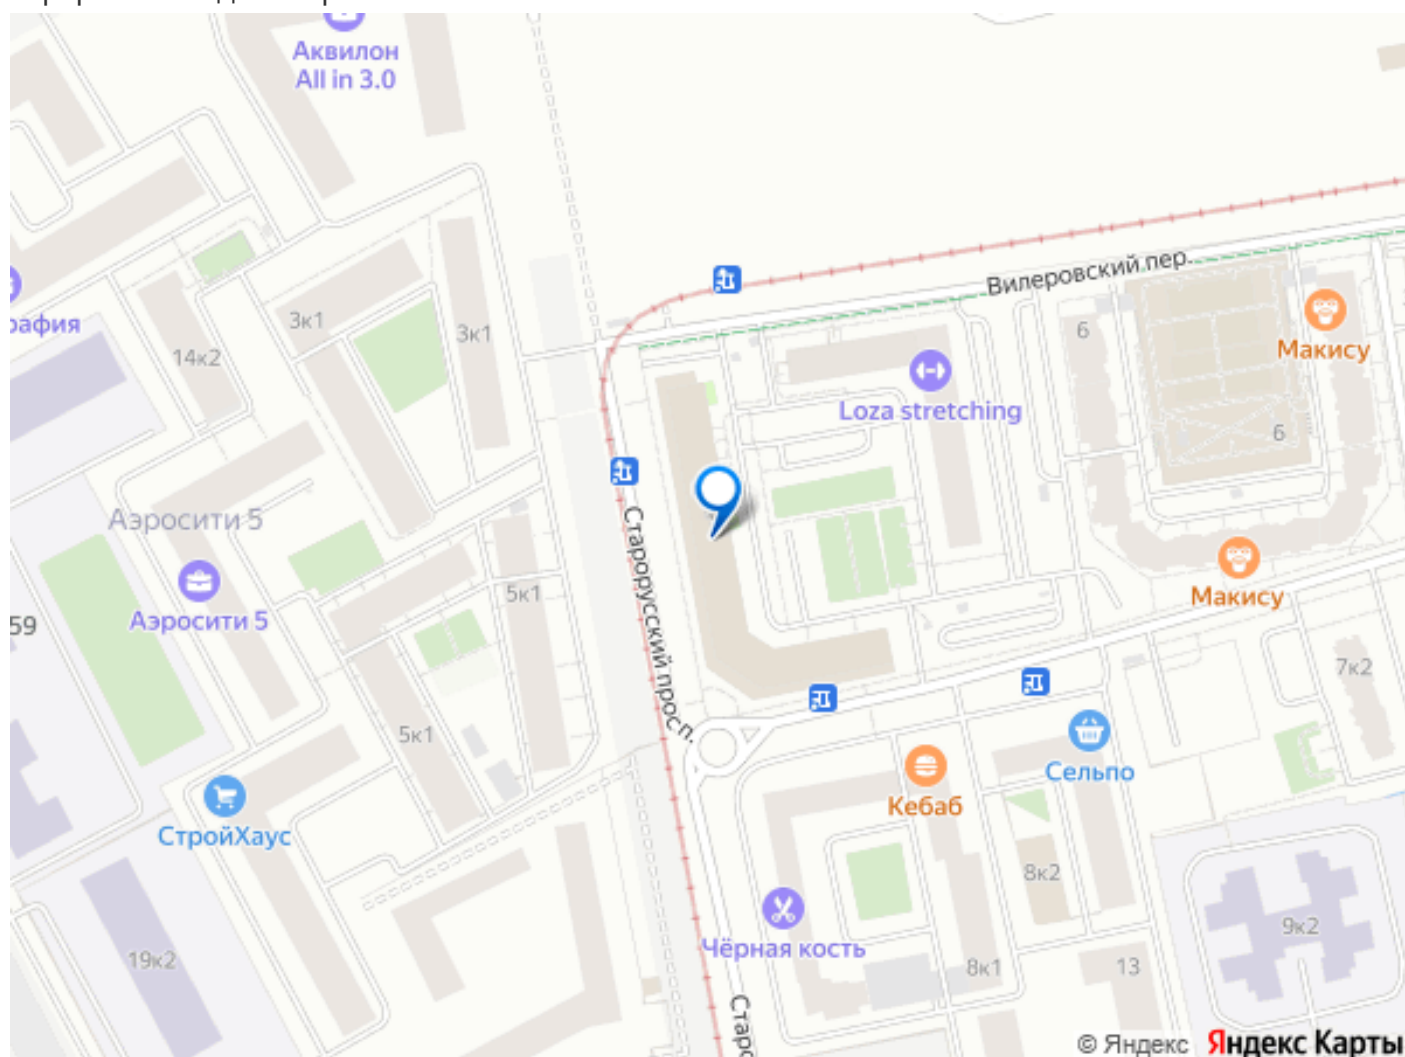 Аквилон
All in 3.0
Вилеровский пер.
рафия
3к1
3к1
14к2
6
Макису
Loza stretching
6
Аэросити 5
Старорусский просп.
Аэросити 5
5к1
59
Макису
7к2
5к1
Сельпо
Кебаб
СтройХаус
8к2
Чёрная кость
9к2
19к2
8к1
13
Старо
© Яндекс Яндекс Карты